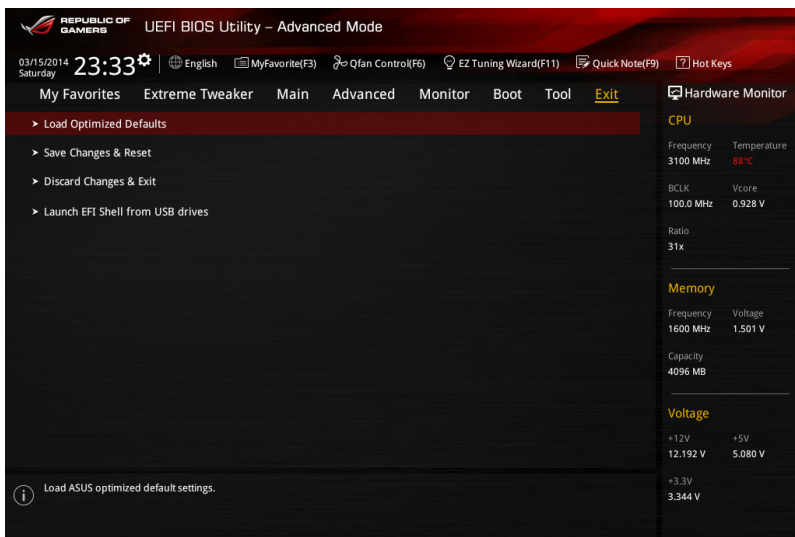 REPUBLIC OF
GAMERS
UEFI BIOS Utility – Advanced Mode
03/15/2014
Saturday
23:33
English
MyFavorite(F3)
Qfan Control(F6)
EZ Tuning Wizard(F11)
Quick Note(F9)
? Hot Keys
My Favorites Extreme Tweaker Main Advanced Monitor Boot Tool Exit
> Load Optimized Defaults
> Save Changes & Reset
> Discard Changes & Exit
> Launch EFI Shell from USB drives
i Load ASUS optimized default settings.
Hardware Monitor
CPU
Frequency Temperature
3100 MHz 88°C
BCLK Vcore
100.0 MHz 0.928 V
Ratio
31x
Memory
Frequency Voltage
1600 MHz 1.501 V
Capacity
4096 MB
Voltage
+12V +5V
12.192 V 5.080 V
+3.3V
3.344 V